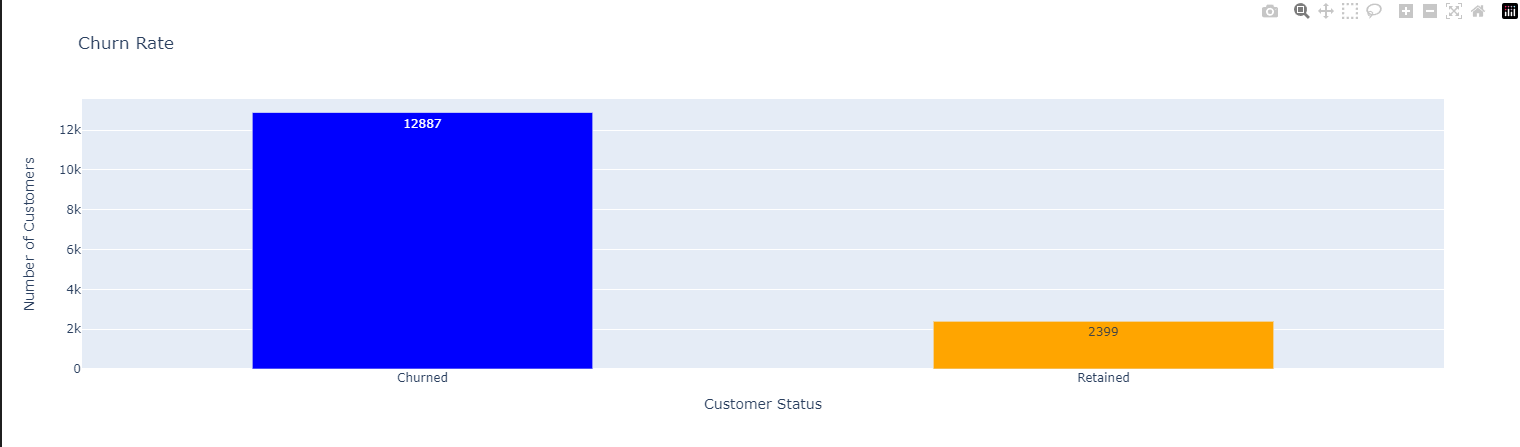 Churn Rate
12k
10k
8k
6k
4k
2k
0
Number of Customers
12887
2399
Churned
Retained
Customer Status